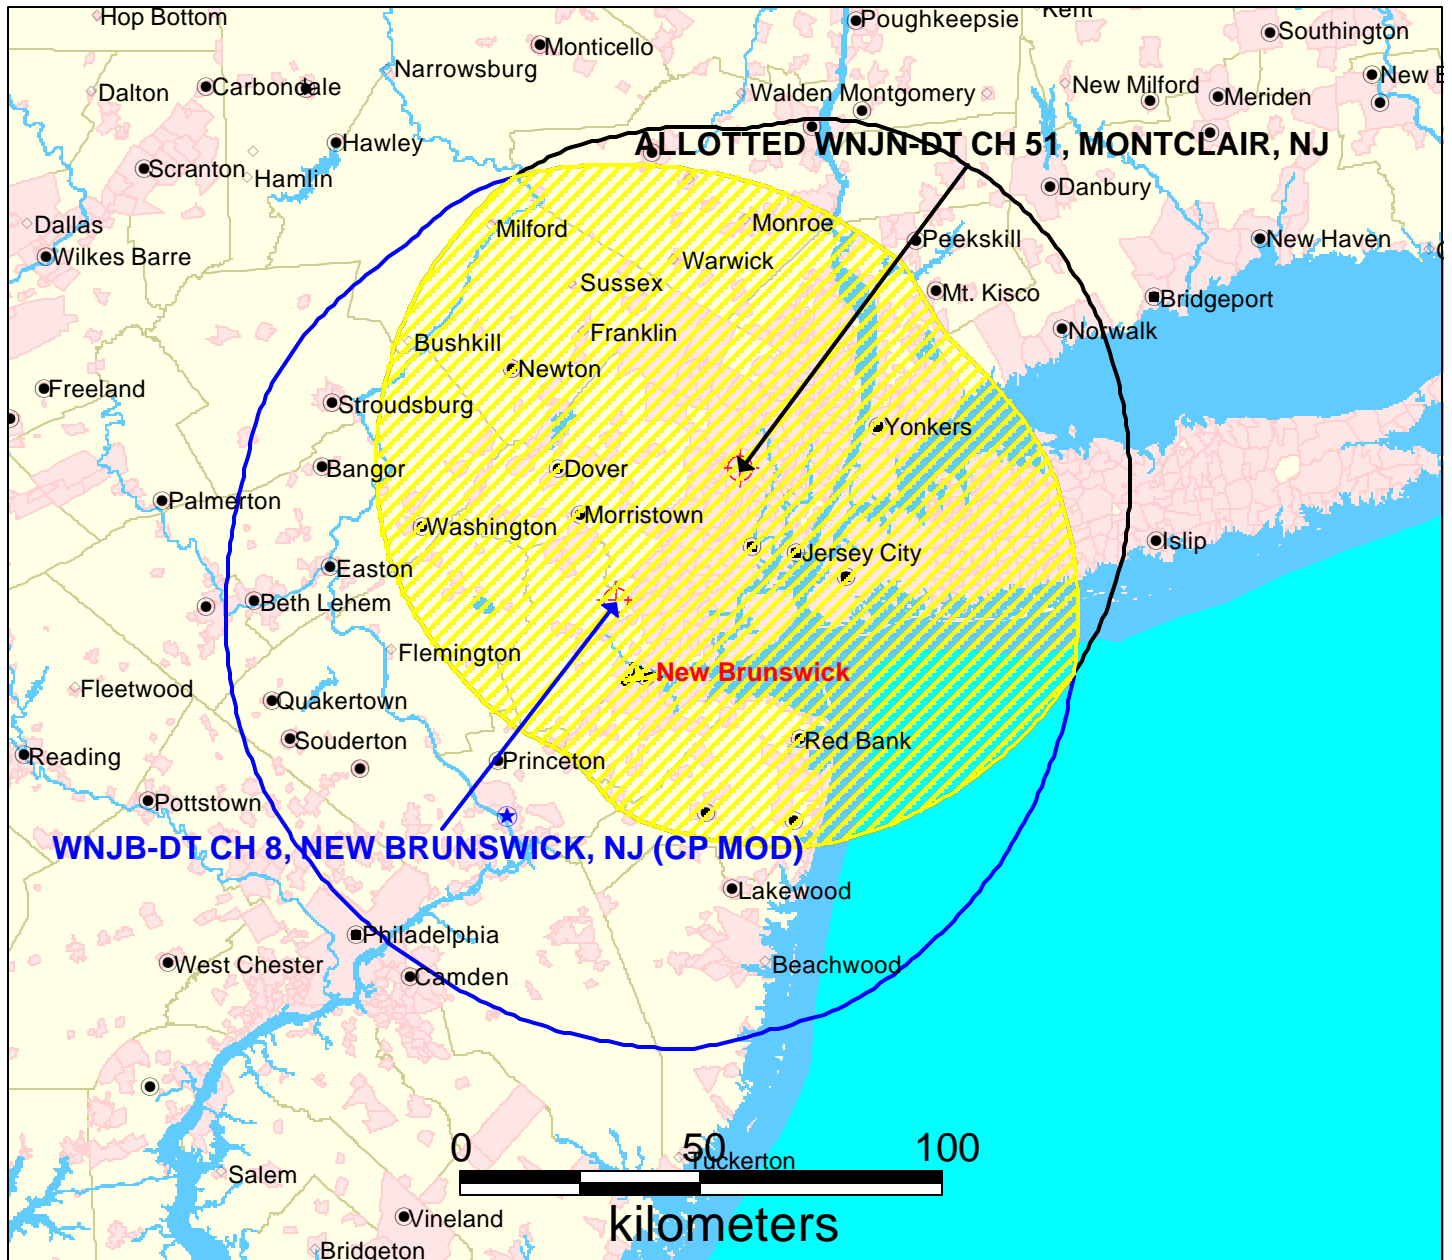 Hop Bottom
Poughkeepsie
Kent
Southington
Monticello
Narrowsburg
New
Dalton
Carbondale
Walden
Montgomery
New Milford
Meriden
Hawley
ALLOTTED WNJN-DT CH 51, MONTCLAIR, NJ
Scranton
Hamlin
Danbury
Dallas
Milford
Monroe
Peekskill
New Haven
Wilkes Barre
Warwick
Sussex
Mt. Kisco
Bridgeport
Franklin
Norwalk
Bushkill
Newton
Freeland
Stroudsburg
Yonkers
Bangor
Dover
Palmerton
Morristown
Washington
Jersey City
Islip
Easton
Beth Lehem
Flemington
New Brunswick
Fleetwood
Quakertown
Souderton
Red Bank
Reading
Princeton
Pottstown
WNJB-DT CH 8, NEW BRUNSWICK, NJ (CP MOD)
Lakewood
Philadelphia
West Chester
Beachwood
Camden
0 50 100
Tuckerton
Salem
Vineland
kilometers
Bridgeton